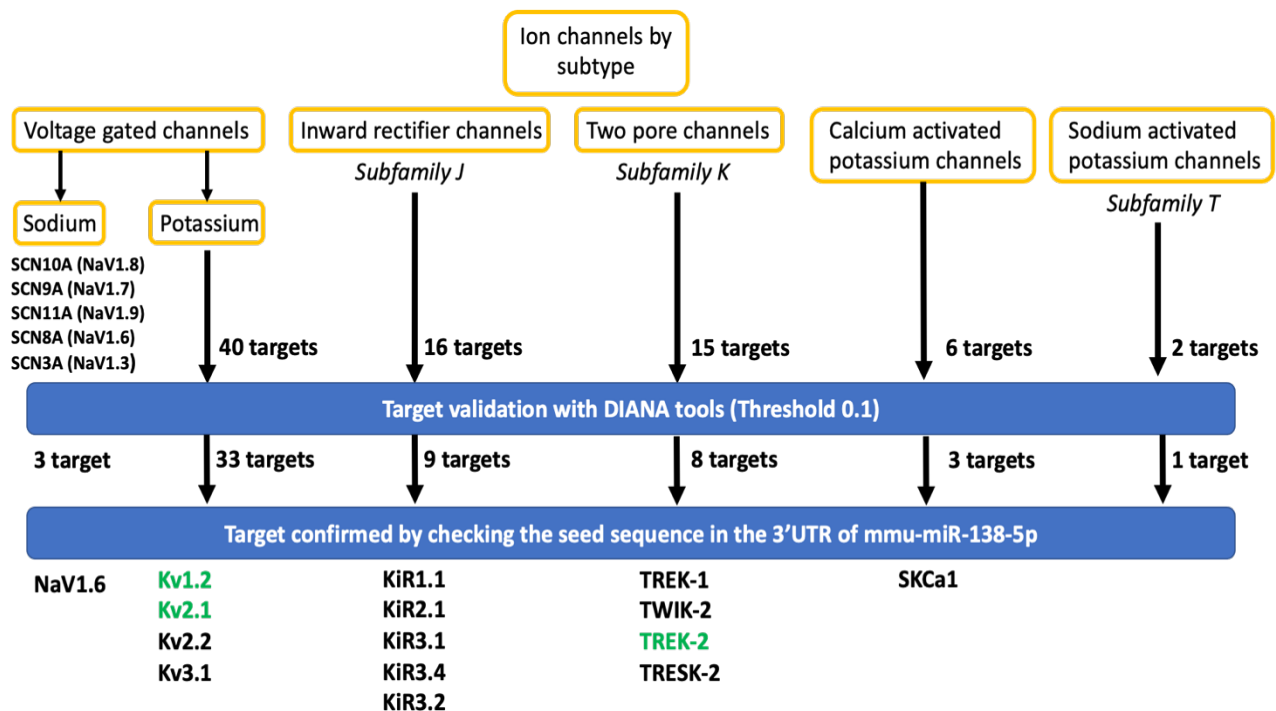 Ion channels by
subtype
Voltage gated channels
Inward rectifier channels
Subfamily J
Two pore channels
Subfamily K
Calcium activated
potassium channels
Sodium activated
potassium channels
Subfamily T
Sodium
Potassium
SCN10A (NaV1.8)
SCN9A (NaV1.7)
SCN11A (NaV1.9)
SCN8A (NaV1.6)
SCN3A (NaV1.3)
40 targets
16 targets
15 targets
6 targets
2 targets
Target validation with DIANA tools (Threshold 0.1)
3 target
33 targets
9 targets
8 targets
3 targets
1 target
Target confirmed by checking the seed sequence in the 3’UTR of mmu-miR-138-5p
NaV1.6
Kv1.2
Kv2.1
Kv2.2
Kv3.1
KiR1.1
KiR2.1
KiR3.1
KiR3.4
KiR3.2
TREK-1
TWIK-2
TREK-2
TRESK-2
SKCa1